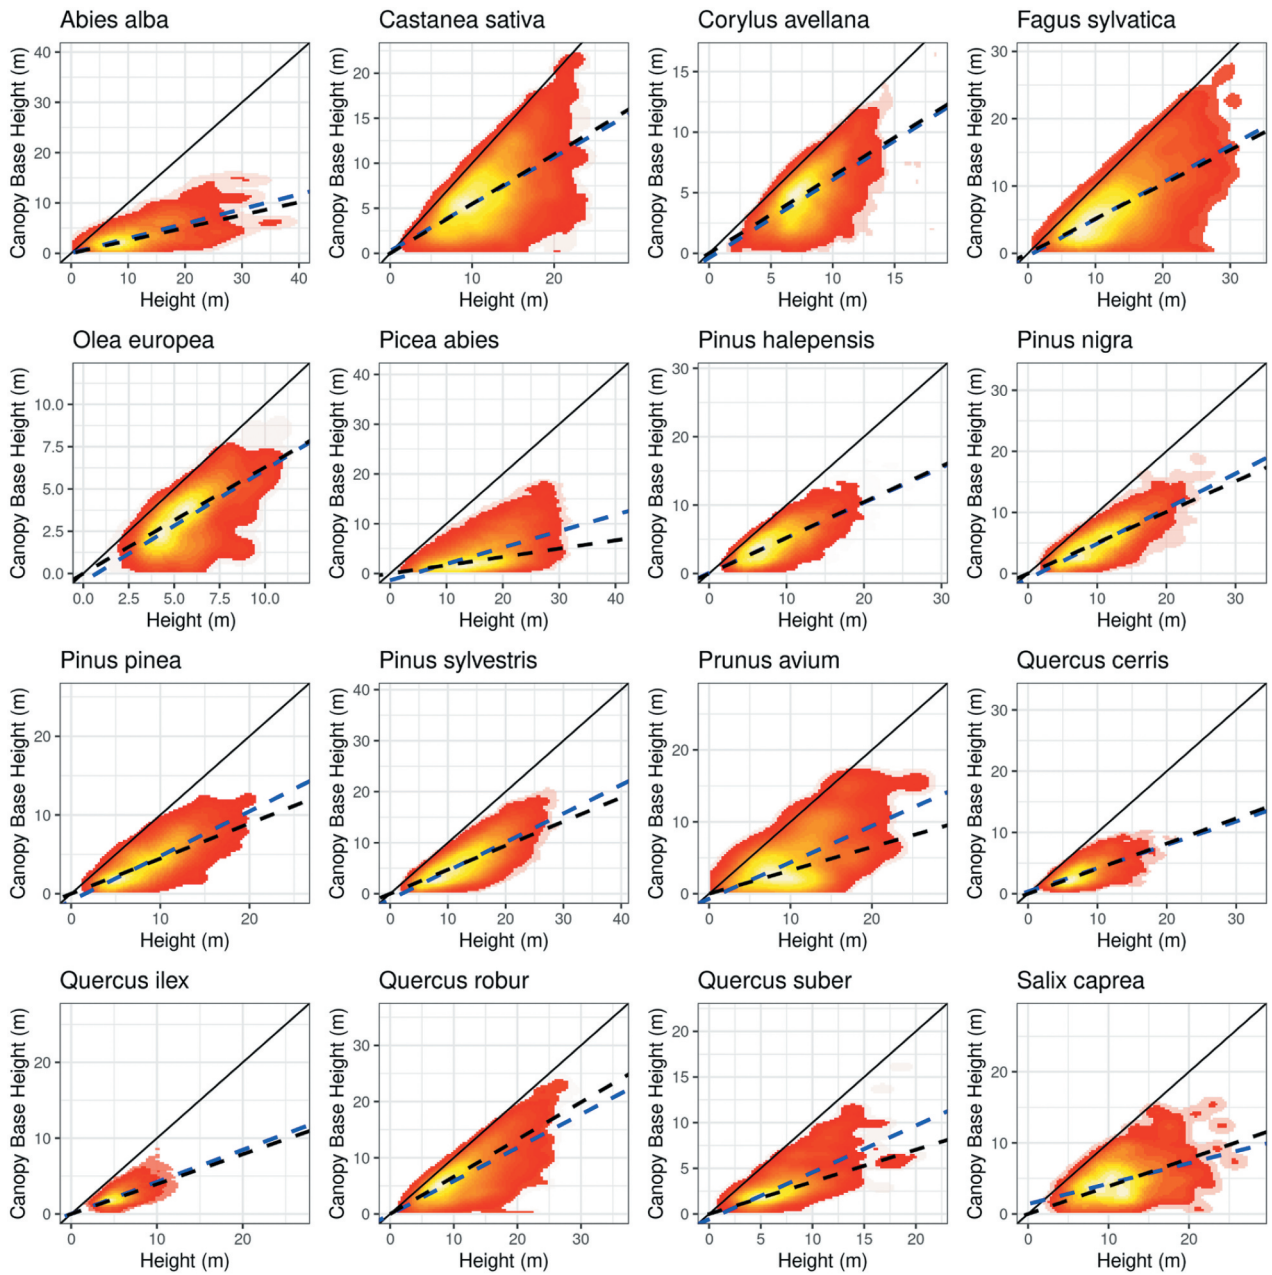 Abies alba
Castanea sativa
Corylus avellana
Fagus sylvatica
Canopy Base Height (m)
40
30
20
10
0
0 10 20 30 40
Height (m)
Canopy Base Height (m)
20
15
10
5
0
0 10 20
Height (m)
Canopy Base Height (m)
15
10
5
0
0 5 10 15
Height (m)
Canopy Base Height (m)
30
20
10
0
0 10 20 30
Height (m)
Olea europea
Picea abies
Pinus halepensis
Pinus nigra
Canopy Base Height (m)
10.0
7.5
5.0
2.5
0.0
0.0 2.5 5.0 7.5 10.0
Height (m)
Canopy Base Height (m)
40
30
20
10
0
0 10 20 30 40
Height (m)
Canopy Base Height (m)
30
20
10
0
0 10 20 30
Height (m)
Canopy Base Height (m)
30
20
10
0
0 10 20 30
Height (m)
Pinus pinea
Pinus sylvestris
Prunus avium
Quercus cerris
Canopy Base Height (m)
20
10
0
0 10 20
Height (m)
Canopy Base Height (m)
40
30
20
10
0
0 10 20 30 40
Height (m)
Canopy Base Height (m)
20
10
0
0 10 20
Height (m)
Canopy Base Height (m)
30
20
10
0
0 10 20 30
Height (m)
Quercus ilex
Quercus robur
Quercus suber
Salix caprea
Canopy Base Height (m)
20
10
0
0 10 20
Height (m)
Canopy Base Height (m)
30
20
10
0
0 10 20 30
Height (m)
Canopy Base Height (m)
20
15
10
5
0
0 5 10 15 20
Height (m)
Canopy Base Height (m)
20
10
0
0 10 20
Height (m)